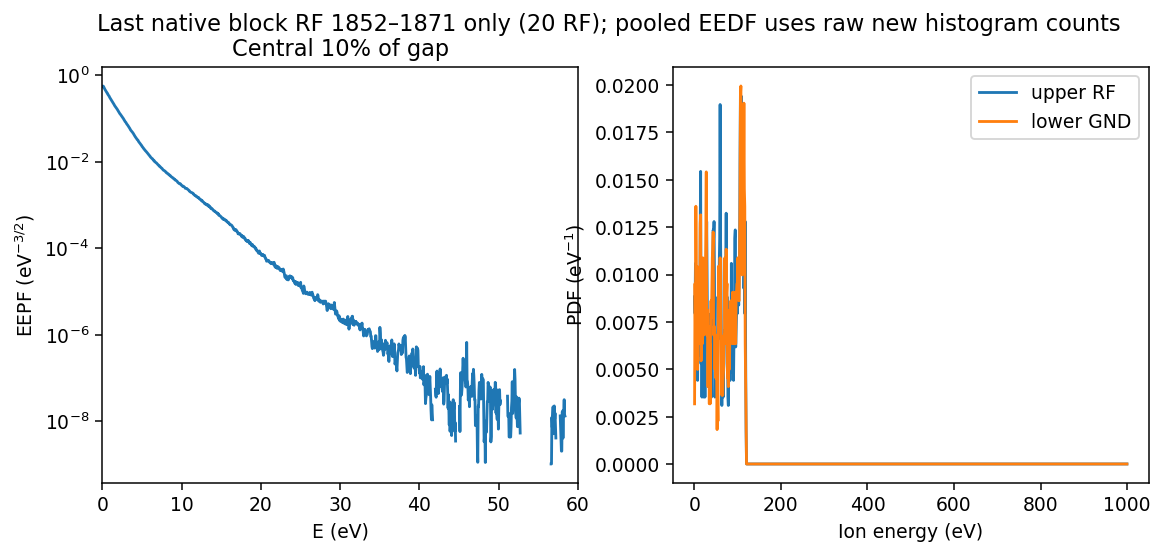 Last native block RF 1852–1871 only (20 RF); pooled EEDF uses raw new histogram counts
Central 10% of gap
EEPF (eV⁻³ᐟ²)
10⁰
10⁻²
10⁻⁴
10⁻⁶
10⁻⁸
0 10 20 30 40 50 60
E (eV)
PDF (eV⁻¹)
0.0200
0.0175
0.0150
0.0125
0.0100
0.0075
0.0050
0.0025
0.0000
0 200 400 600 800 1000
Ion energy (eV)
upper RF
lower GND